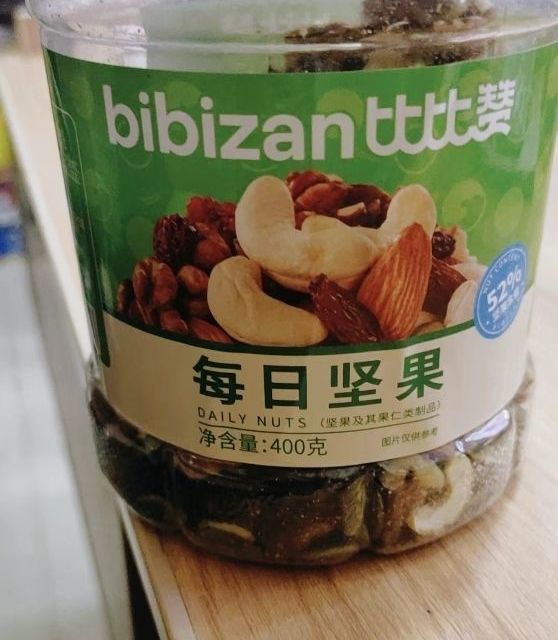 bibizan比比赞
NUT CONTENT
52%
每日坚果
DAILY NUTS（坚果及其果仁类制品）
净含量:400克
图片仅供参考